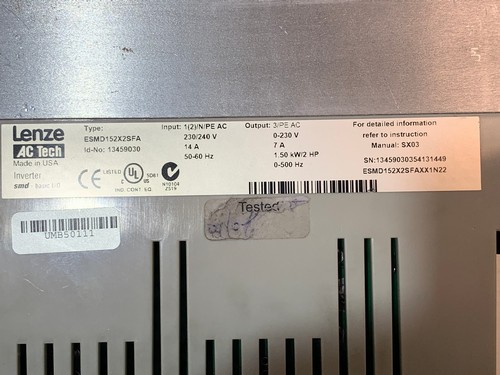 Lenze
AC Tech
Made in USA
Inverter
smd
Type:
ESMD152X2SFA
Id-No: 13459030
CE
LISTED
UL
IND. CONT. EQ.
N10104
Input: 1(2)/N/PE AC
230/240 V
14 A
50-60 Hz
Output: 3/PE AC
0-230 V
7 A
1.50 kW/2 HP
0-500 Hz
For detailed information
refer to instruction
Manual: SX03
SN:13459030354131449
ESMD152X2SFAXX1N22
UMB50111
Tested